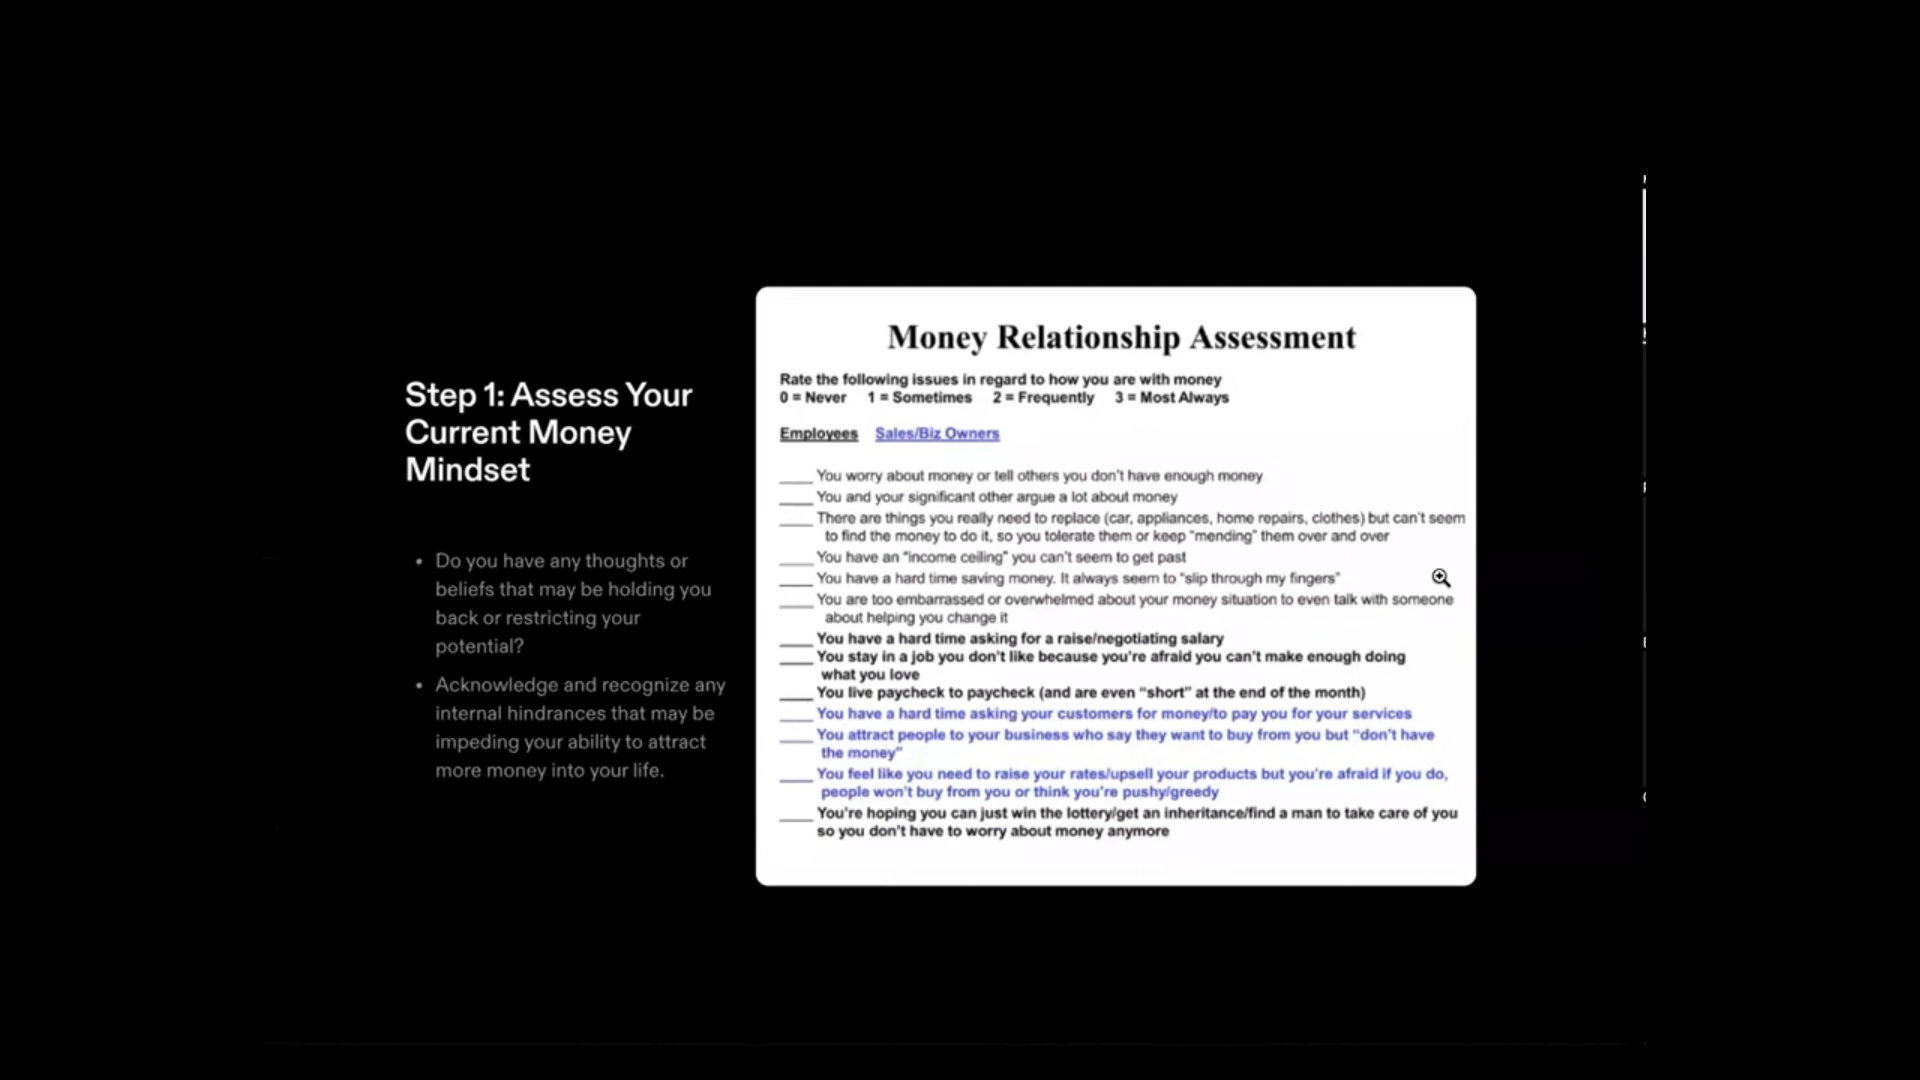 Step 1: Assess Your
Current Money
Mindset
• Do you have any thoughts or
beliefs that may be holding you
back or restricting your
potential?
• Acknowledge and recognize any
internal hindrances that may be
impeding your ability to attract
more money into your life.
Money Relationship Assessment
Rate the following issues in regard to how you are with money
0 = Never 1 = Sometimes 2 = Frequently 3 = Most Always
Employees Sales/Biz Owners
____ You worry about money or tell others you don't have enough money
____ You and your significant other argue a lot about money
____ There are things you really need to replace (car, appliances, home repairs, clothes) but can't seem
to find the money to do it, so you tolerate them or keep "mending" them over and over
____ You have an "income ceiling" you can't seem to get past
____ You have a hard time saving money. It always seem to "slip through my fingers"
____ You are too embarrassed or overwhelmed about your money situation to even talk with someone
about helping you change it
____ You have a hard time asking for a raise/negotiating salary
____ You stay in a job you don't like because you're afraid you can't make enough doing
what you love
____ You live paycheck to paycheck (and are even "short" at the end of the month)
____ You have a hard time asking your customers for money/to pay you for your services
____ You attract people to your business who say they want to buy from you but "don't have
the money"
____ You feel like you need to raise your rates/upsell your products but you're afraid if you do,
people won't buy from you or think you're pushy/greedy
____ You're hoping you can just win the lottery/get an inheritance/find a man to take care of you
so you don't have to worry about money anymore